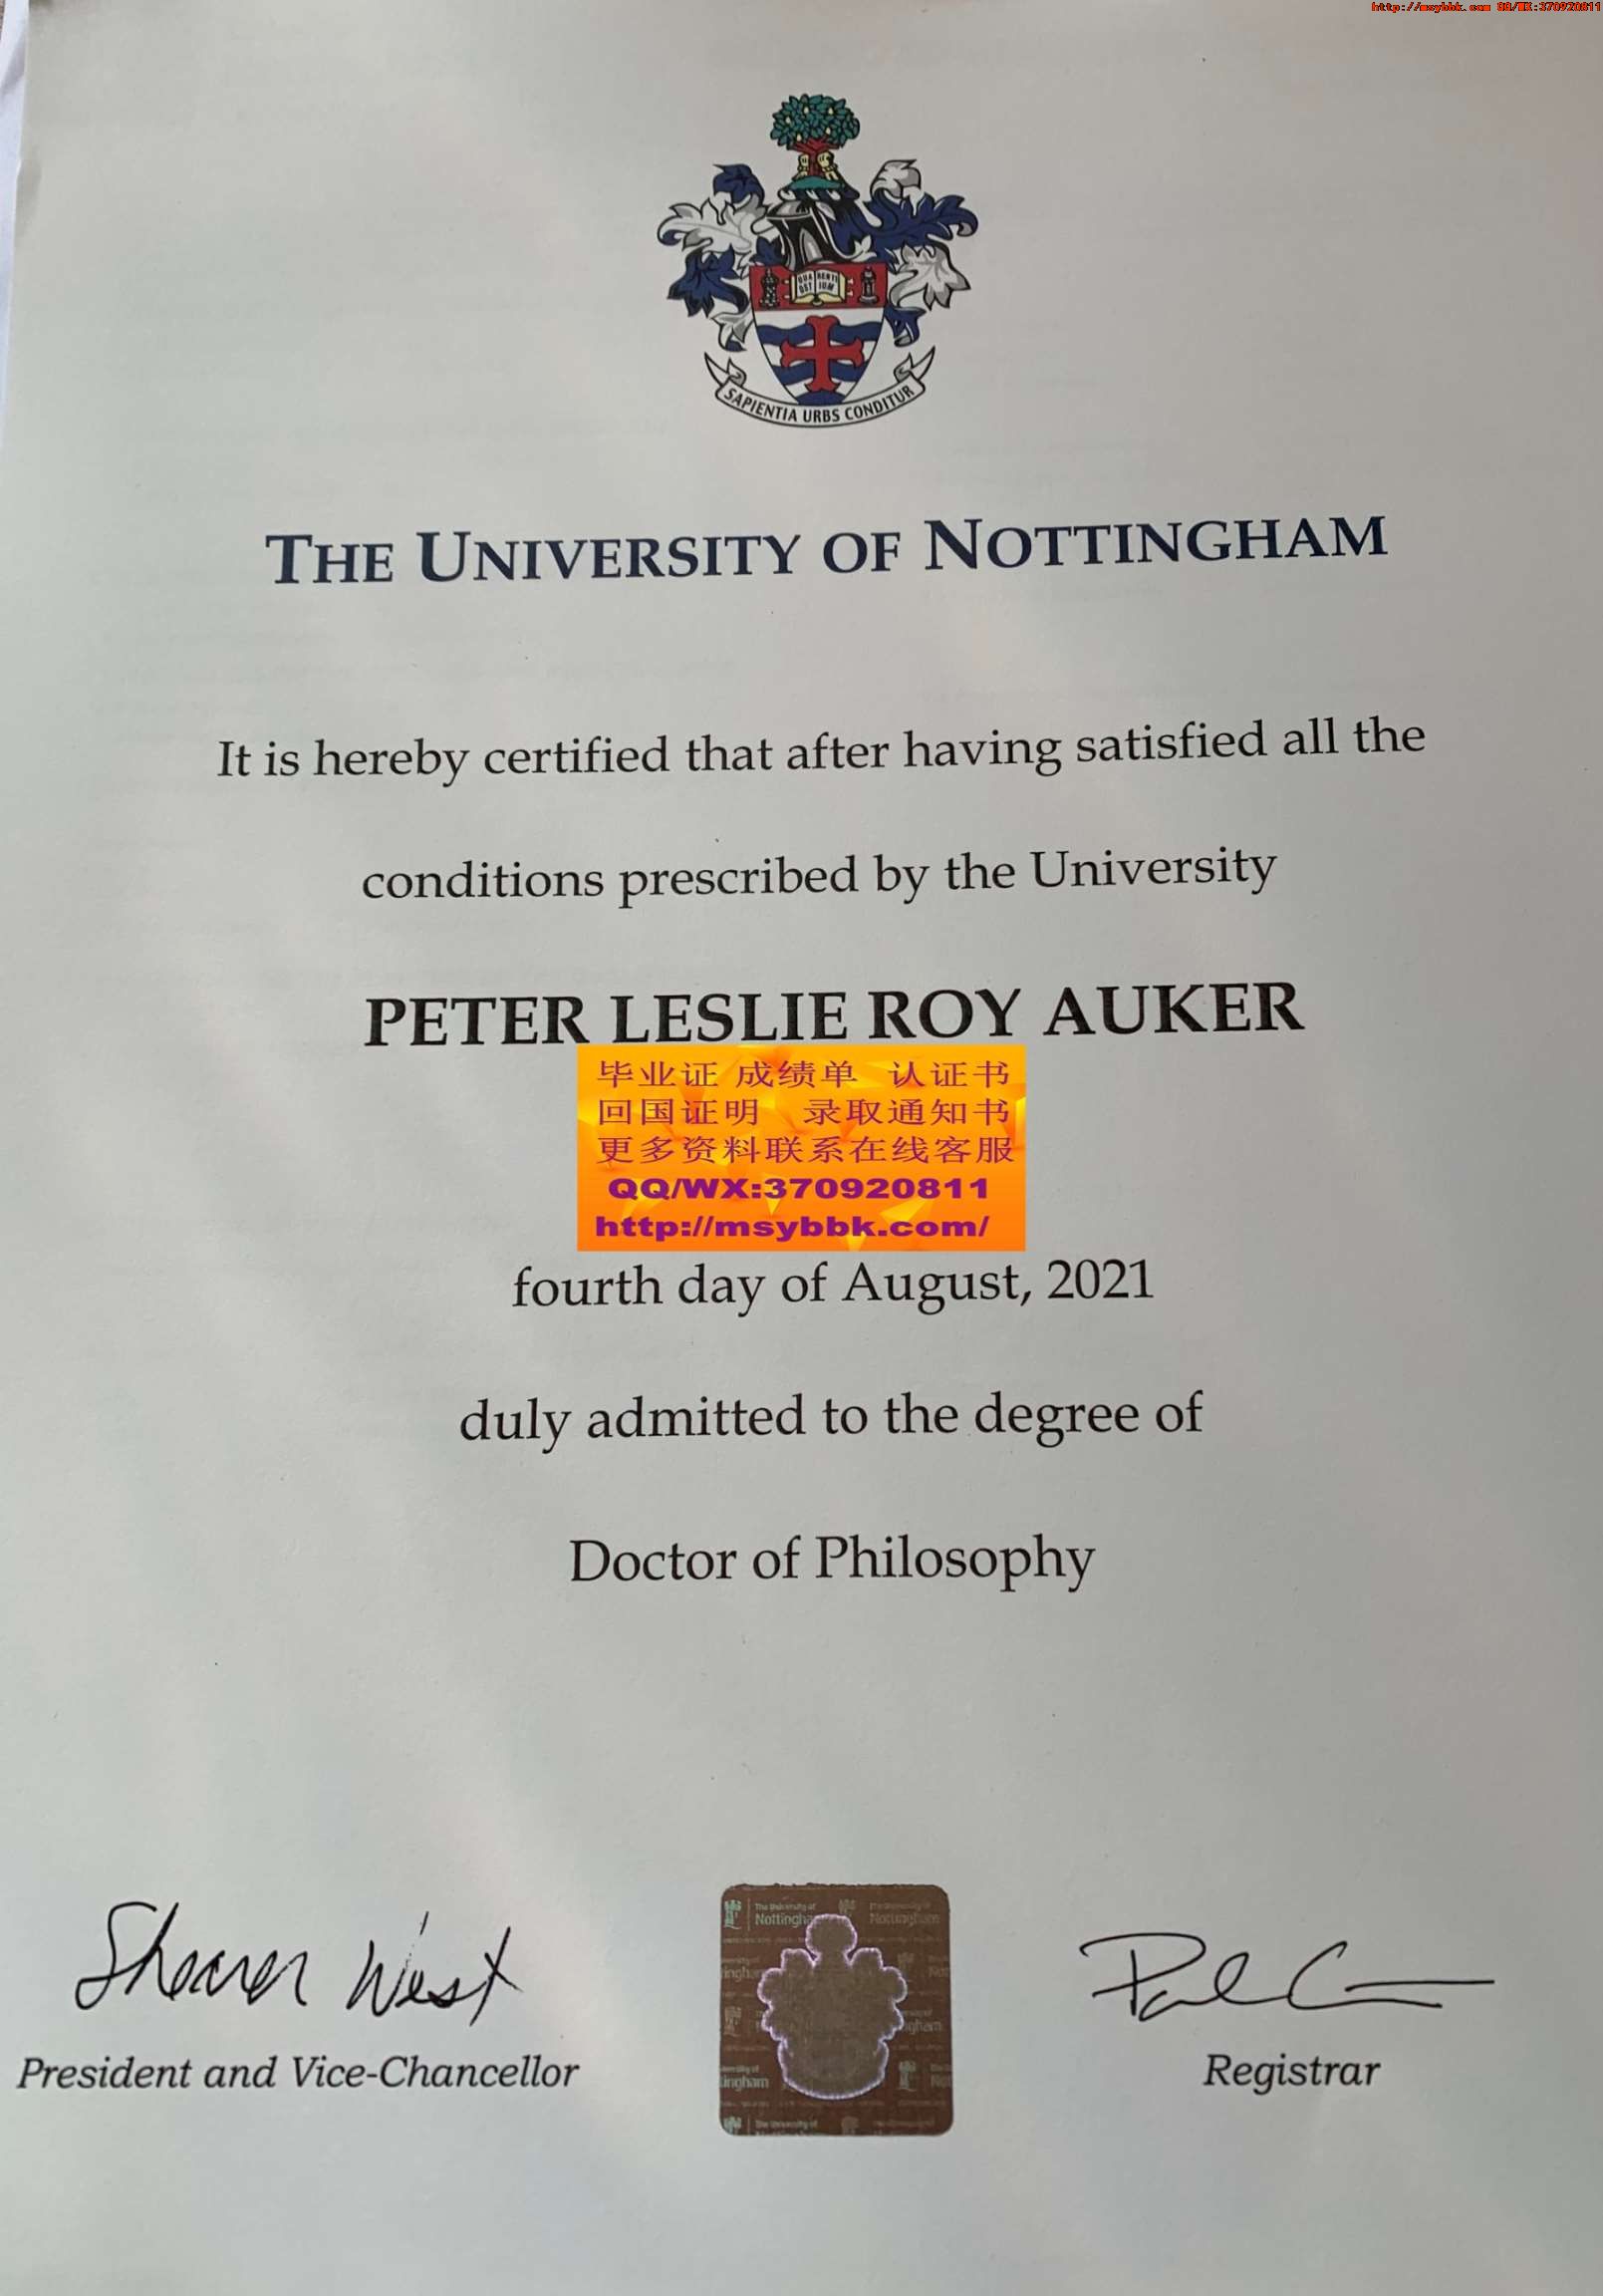 http://msybbk.com QQ/WX:370920811
SAPIENTIA URBS CONDITUR
THE UNIVERSITY OF NOTTINGHAM
It is hereby certified that after having satisfied all the
conditions prescribed by the University
PETER LESLIE ROY AUKER
毕业证 成绩单 认证书
回国证明 录取通知书
更多资料联系在线客服
QQ/WX:370920811
http://msybbk.com/
fourth day of August, 2021
duly admitted to the degree of
Doctor of Philosophy
Shearer West
President and Vice-Chancellor
The University of
Nottingham
Registrar